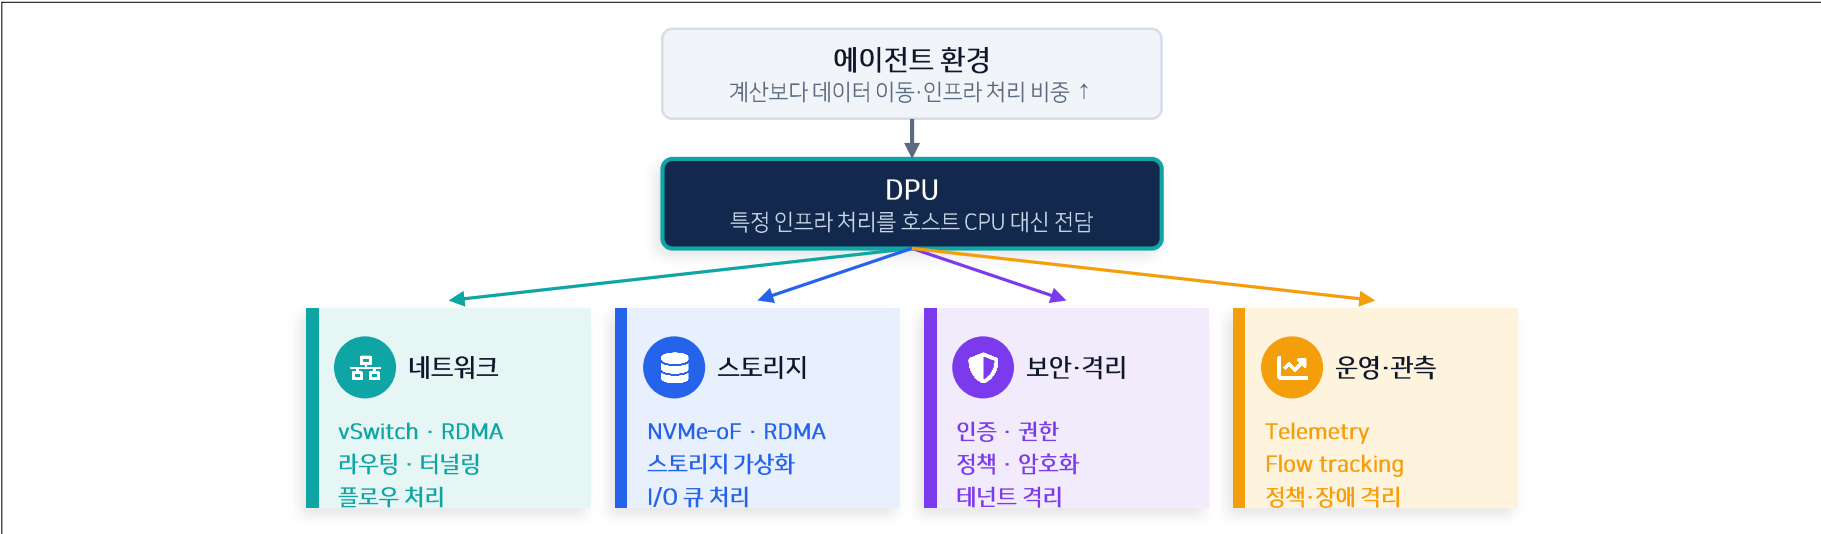 에이전트 환경
계산보다 데이터 이동·인프라 처리 비중 ↑
DPU
특정 인프라 처리를 호스트 CPU 대신 전담
네트워크
vSwitch · RDMA
라우팅 · 터널링
플로우 처리
스토리지
NVMe-oF · RDMA
스토리지 가상화
I/O 큐 처리
보안·격리
인증 · 권한
정책 · 암호화
테넌트 격리
운영·관측
Telemetry
Flow tracking
정책·장애 격리